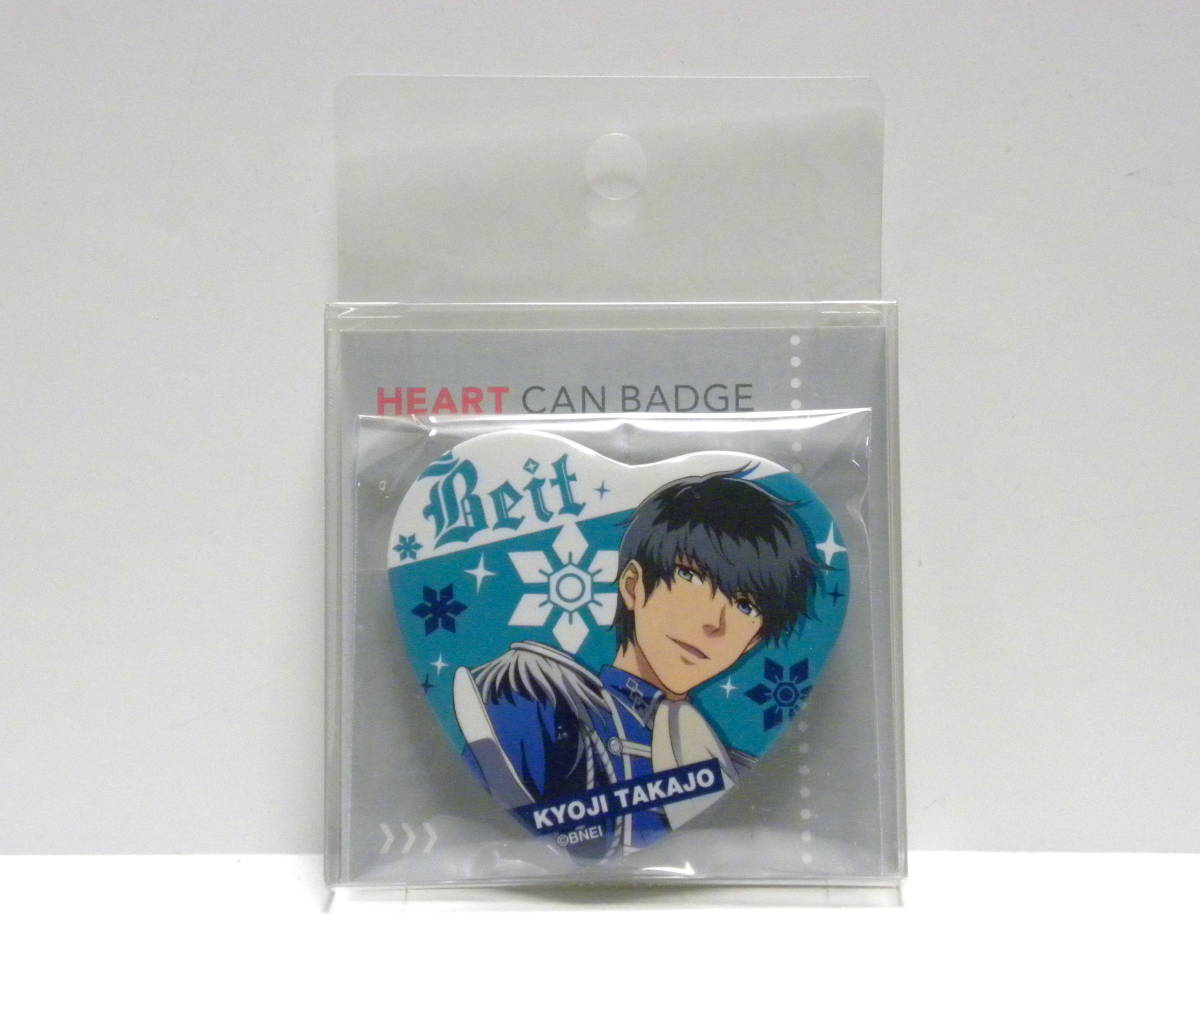 HEART CAN BADGE
Beit
KYOJI TAKAJO
©BNEI